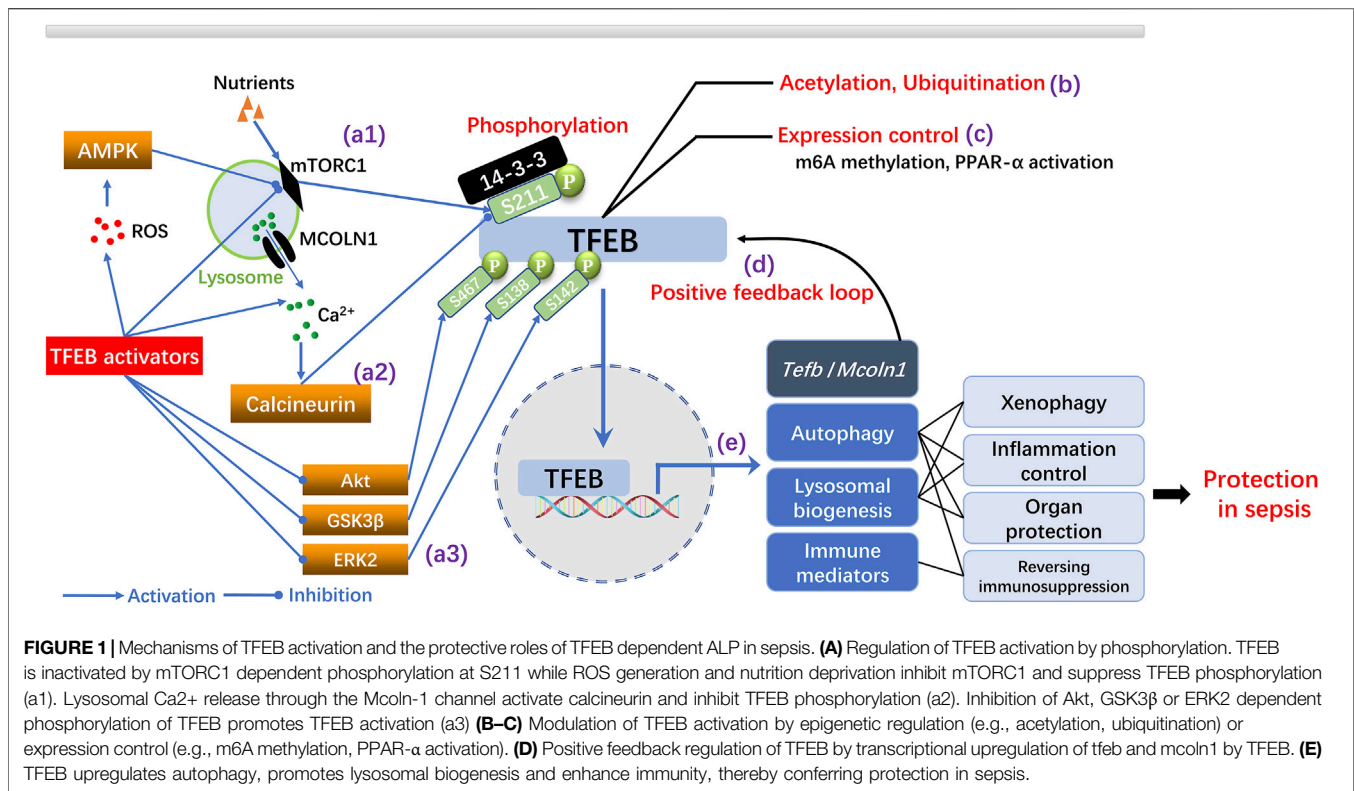 Nutrients
(a1)
Phosphorylation
Acetylation, Ubiquitination (b)
Expression control (c)
m6A methylation, PPAR-α activation
AMPK
mTORC1
14-3-3
S211
P
ROS
MCOLN1
TFEB
Lysosome
P P P
S467 S138 S142
(d)
Positive feedback loop
Ca2+
TFEB activators
(a2)
Calcineurin
Tefb / Mcoln1
Xenophagy
Autophagy
(e)
Inflammation
control
TFEB
Akt
Lysosomal
biogenesis
Organ
protection
Protection
in sepsis
GSK3β
ERK2
(a3)
Immune
mediators
Reversing
immunosuppression
Activation Inhibition
FIGURE 1 | Mechanisms of TFEB activation and the protective roles of TFEB dependent ALP in sepsis. (A) Regulation of TFEB activation by phosphorylation. TFEB
is inactivated by mTORC1 dependent phosphorylation at S211 while ROS generation and nutrition deprivation inhibit mTORC1 and suppress TFEB phosphorylation
(a1). Lysosomal Ca2+ release through the Mcoln-1 channel activate calcineurin and inhibit TFEB phosphorylation (a2). Inhibition of Akt, GSK3β or ERK2 dependent
phosphorylation of TFEB promotes TFEB activation (a3) (B–C) Modulation of TFEB activation by epigenetic regulation (e.g., acetylation, ubiquitination) or
expression control (e.g., m6A methylation, PPAR-α activation). (D) Positive feedback regulation of TFEB by transcriptional upregulation of tfeb and mcoln1 by TFEB. (E)
TFEB upregulates autophagy, promotes lysosomal biogenesis and enhance immunity, thereby conferring protection in sepsis.